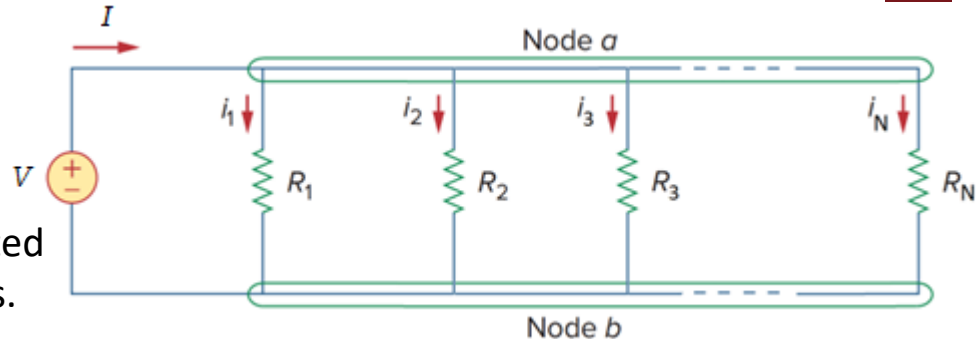 I
Node a
i1 i2 i3 iN
V + − R1 R2 R3 RN
ed
s.
Node b